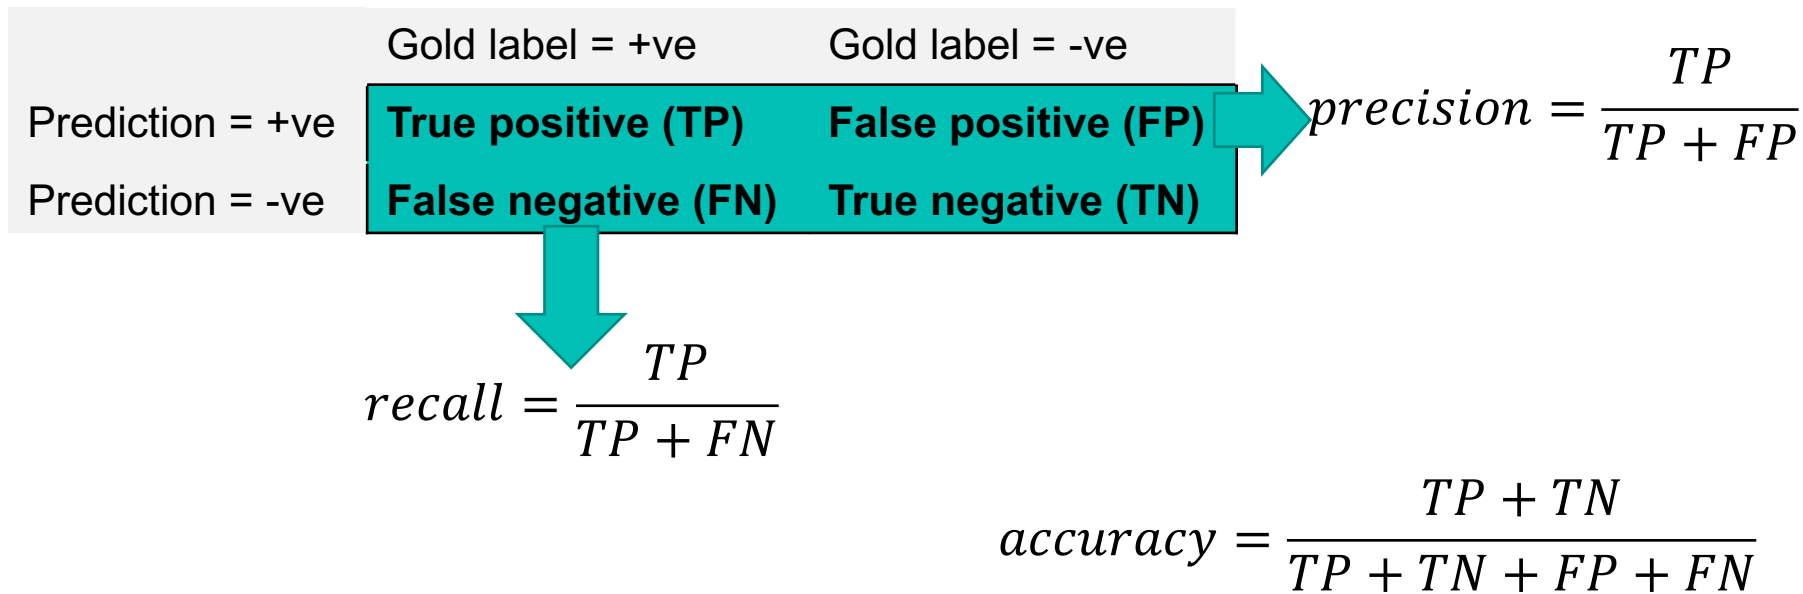 Gold label = +ve Gold label = -ve
Prediction = +ve True positive (TP) False positive (FP)
Prediction = -ve False negative (FN) True negative (TN)
precision = TP / (TP + FP)
recall = TP / (TP + FN)
accuracy = (TP + TN) / (TP + TN + FP + FN)